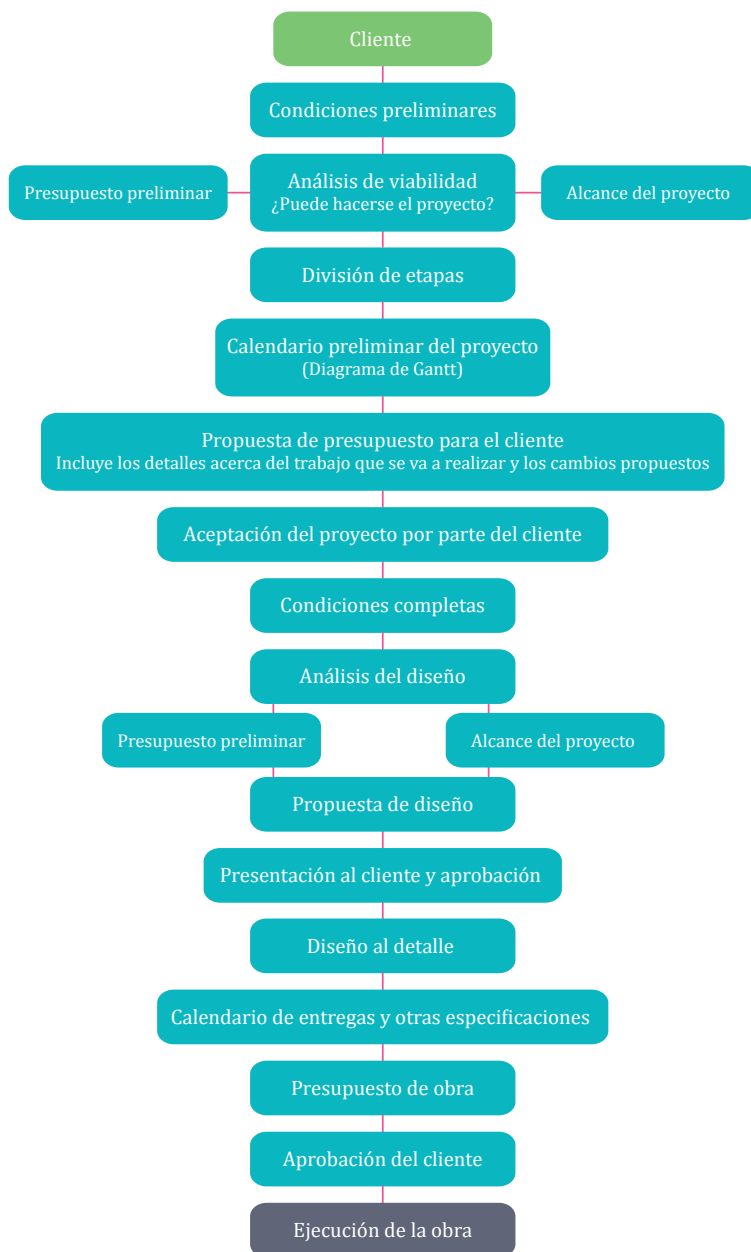 Cliente
Condiciones preliminares
Presupuesto preliminar
Análisis de viabilidad
¿Puede hacerse el proyecto?
Alcance del proyecto
División de etapas
Calendario preliminar del proyecto
(Diagrama de Gantt)
Propuesta de presupuesto para el cliente
Incluye los detalles acerca del trabajo que se va a realizar y los cambios propuestos
Aceptación del proyecto por parte del cliente
Condiciones completas
Análisis del diseño
Presupuesto preliminar
Alcance del proyecto
Propuesta de diseño
Presentación al cliente y aprobación
Diseño al detalle
Calendario de entregas y otras especificaciones
Presupuesto de obra
Aprobación del cliente
Ejecución de la obra